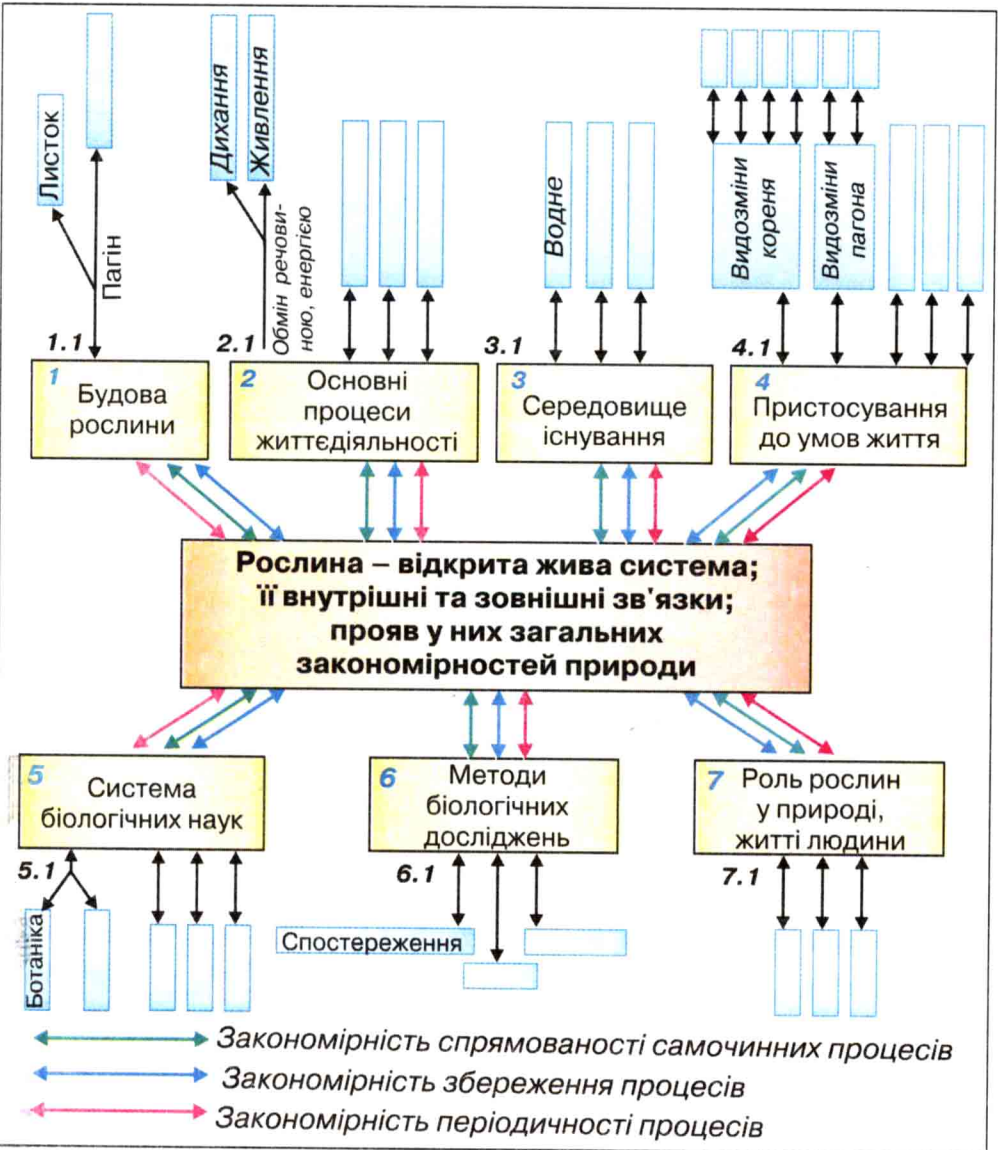 Листок
Пагін
1.1
Дихання
Живлення
Обмін речови-
ною, енергією
2.1
Водне
3.1
Видозміни
кореня
Видозміни
пагона
4.1
1
Будова
рослини
2
Основні
процеси
життєдіяльності
3
Середовище
існування
4
Пристосування
до умов життя
Рослина – відкрита жива система;
її внутрішні та зовнішні зв'язки;
прояв у них загальних
закономірностей природи
5
Система
біологічних наук
6
Методи
біологічних
досліджень
7
Роль рослин
у природі,
житті людини
5.1
Ботаніка
6.1
Спостереження
7.1
Закономірність спрямованості самочинних процесів
Закономірність збереження процесів
Закономірність періодичності процесів